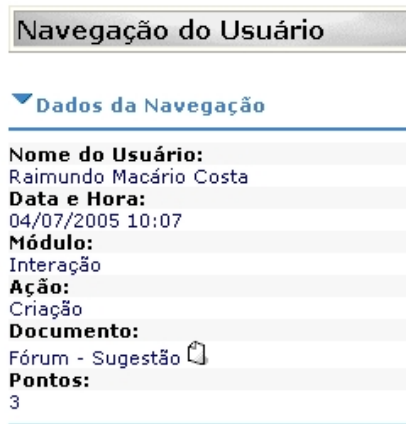 Navegação do Usuário
Dados da Navegação
Nome do Usuário:
Raimundo Macário Costa
Data e Hora:
04/07/2005 10:07
Módulo:
Interação
Ação:
Criação
Documento:
Fórum - Sugestão
Pontos:
3